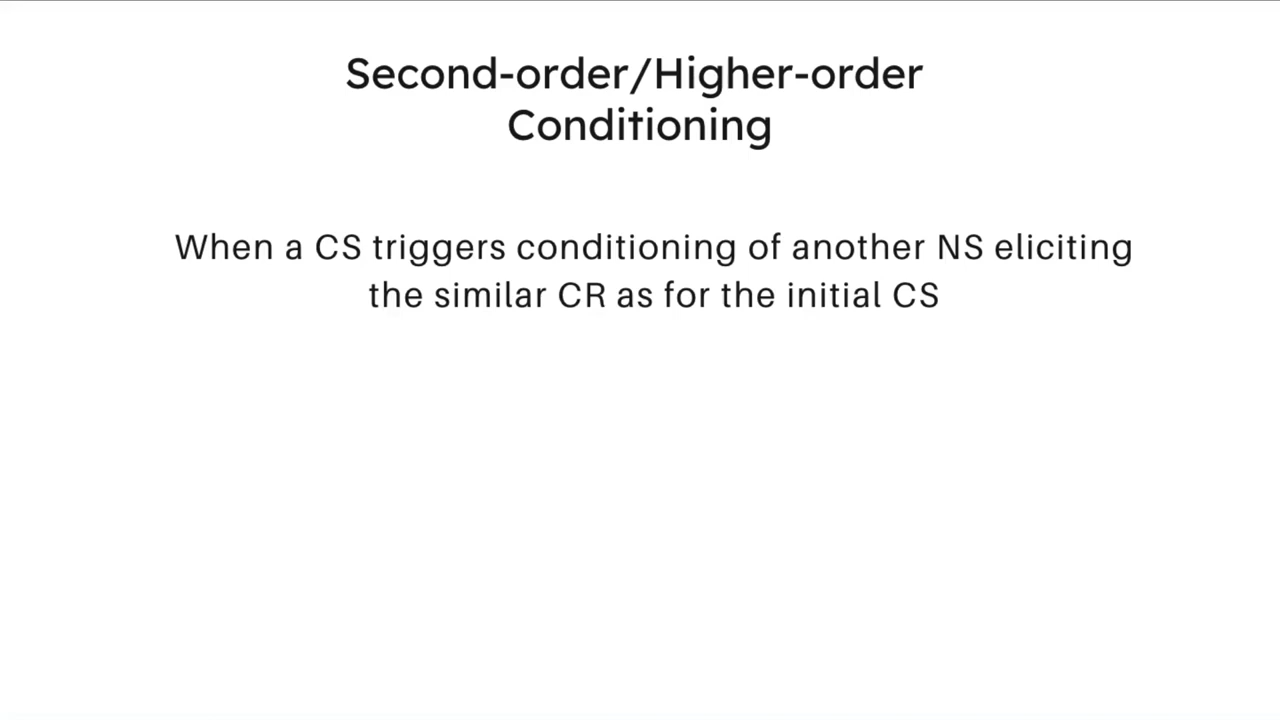 Second-order/Higher-order
Conditioning
When a CS triggers conditioning of another NS eliciting
the similar CR as for the initial CS